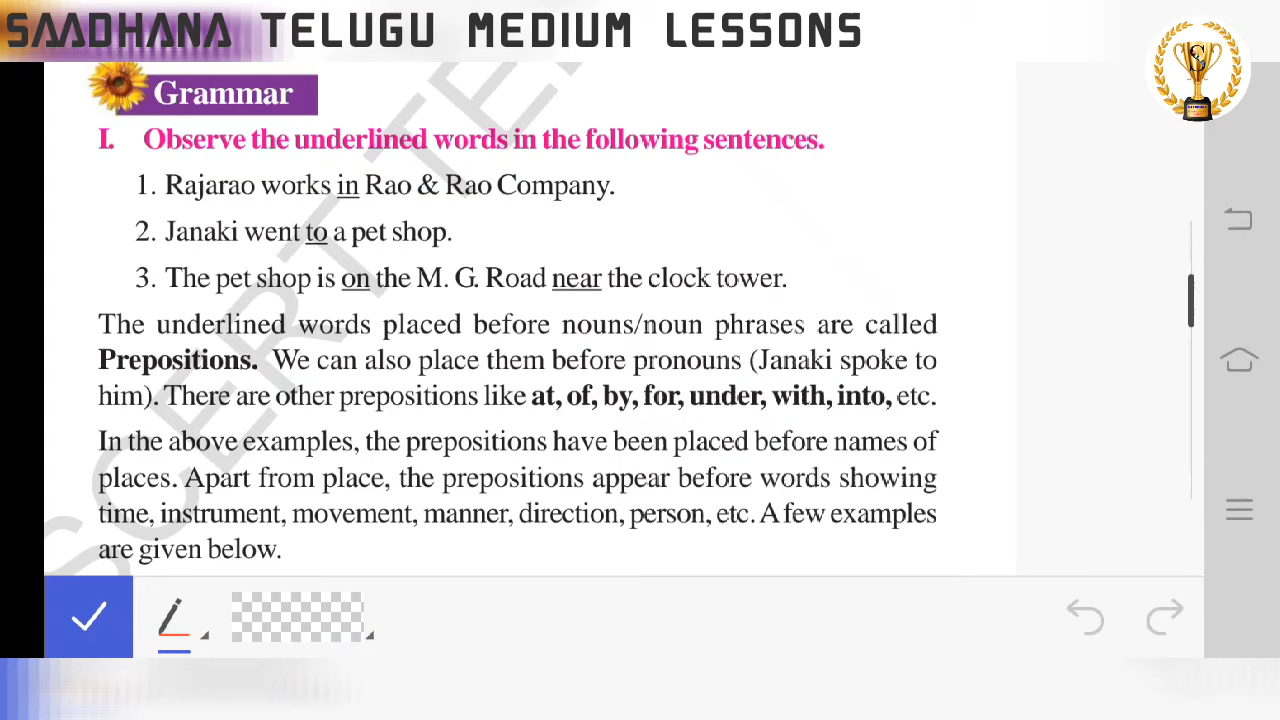 SAADHANA TELUGU MEDIUM LESSONS
Grammar
I. Observe the underlined words in the following sentences.
1. Rajarao works in Rao & Rao Company.
2. Janaki went to a pet shop.
3. The pet shop is on the M. G. Road near the clock tower.
The underlined words placed before nouns/noun phrases are called
Prepositions. We can also place them before pronouns (Janaki spoke to
him). There are other prepositions like at, of, by, for, under, with, into, etc.
In the above examples, the prepositions have been placed before names of
places. Apart from place, the prepositions appear before words showing
time, instrument, movement, manner, direction, person, etc. A few examples
are given below.
SCERT TE
S